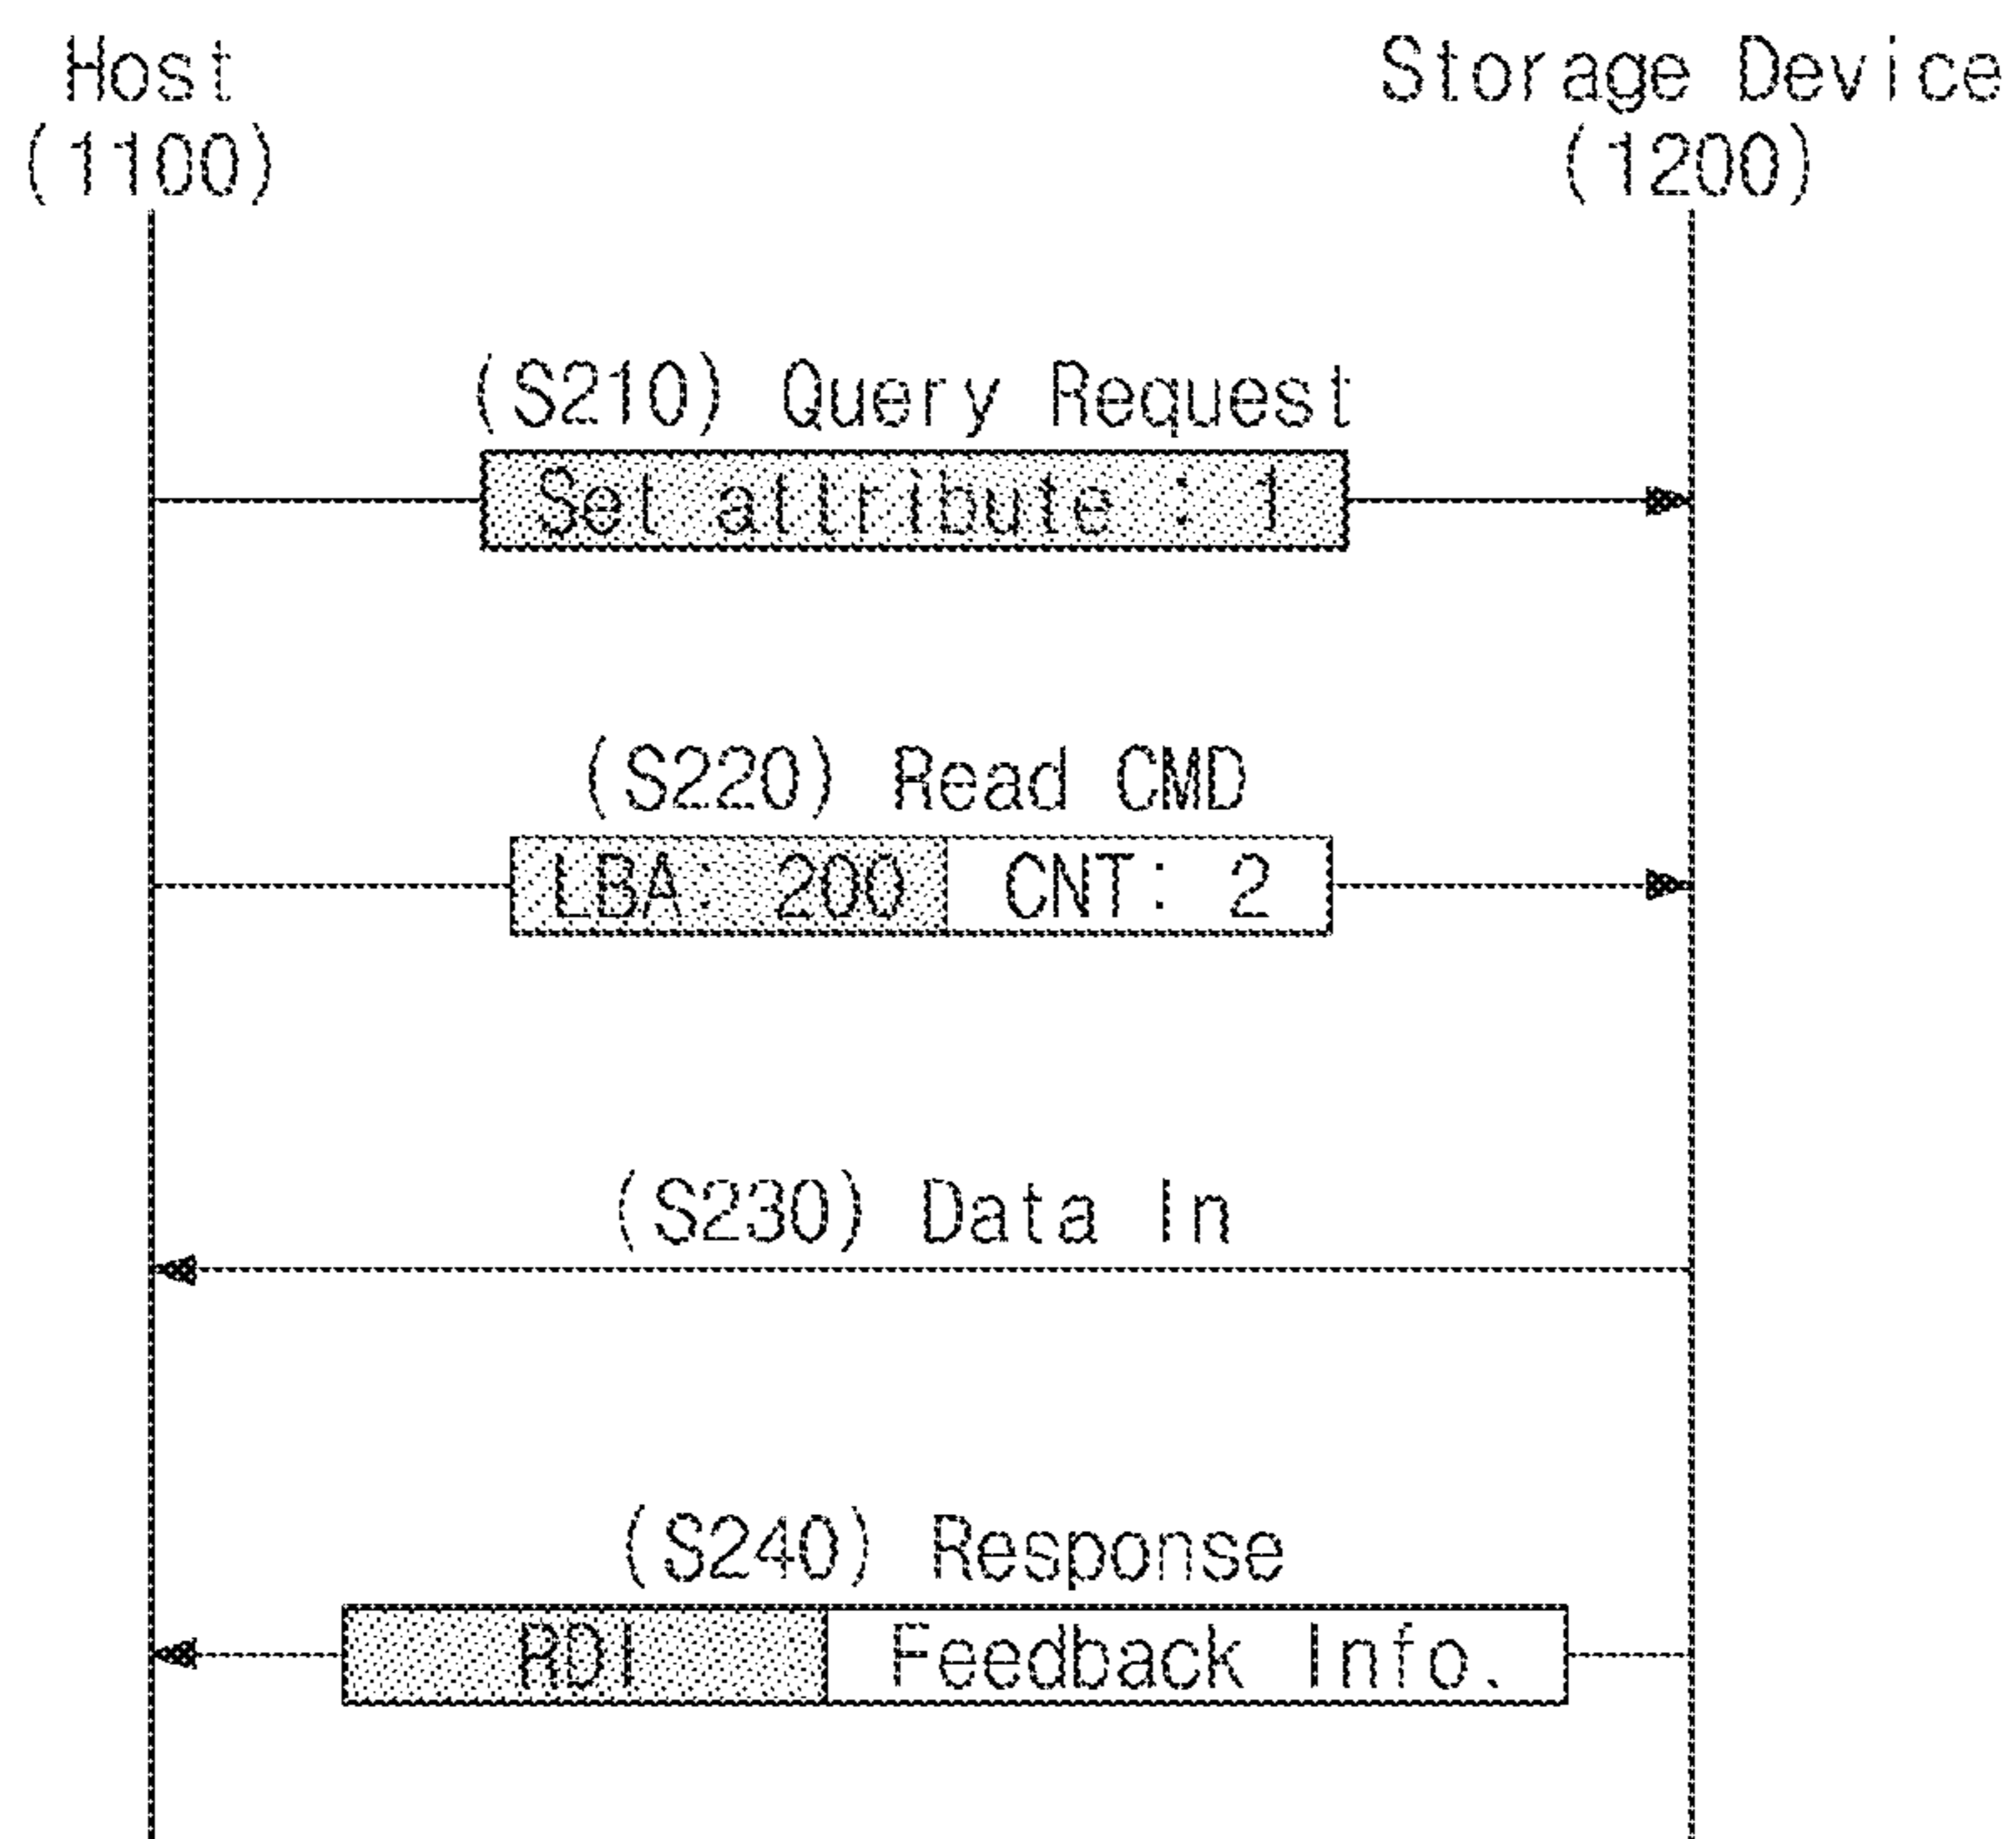 Host
(1100)
Storage Device
(1200)
(S210) Query Request
Set attribute : 1
(S220) Read CMD
LBA: 200 CNT: 2
(S230) Data In
(S240) Response
RDI Feedback Info.